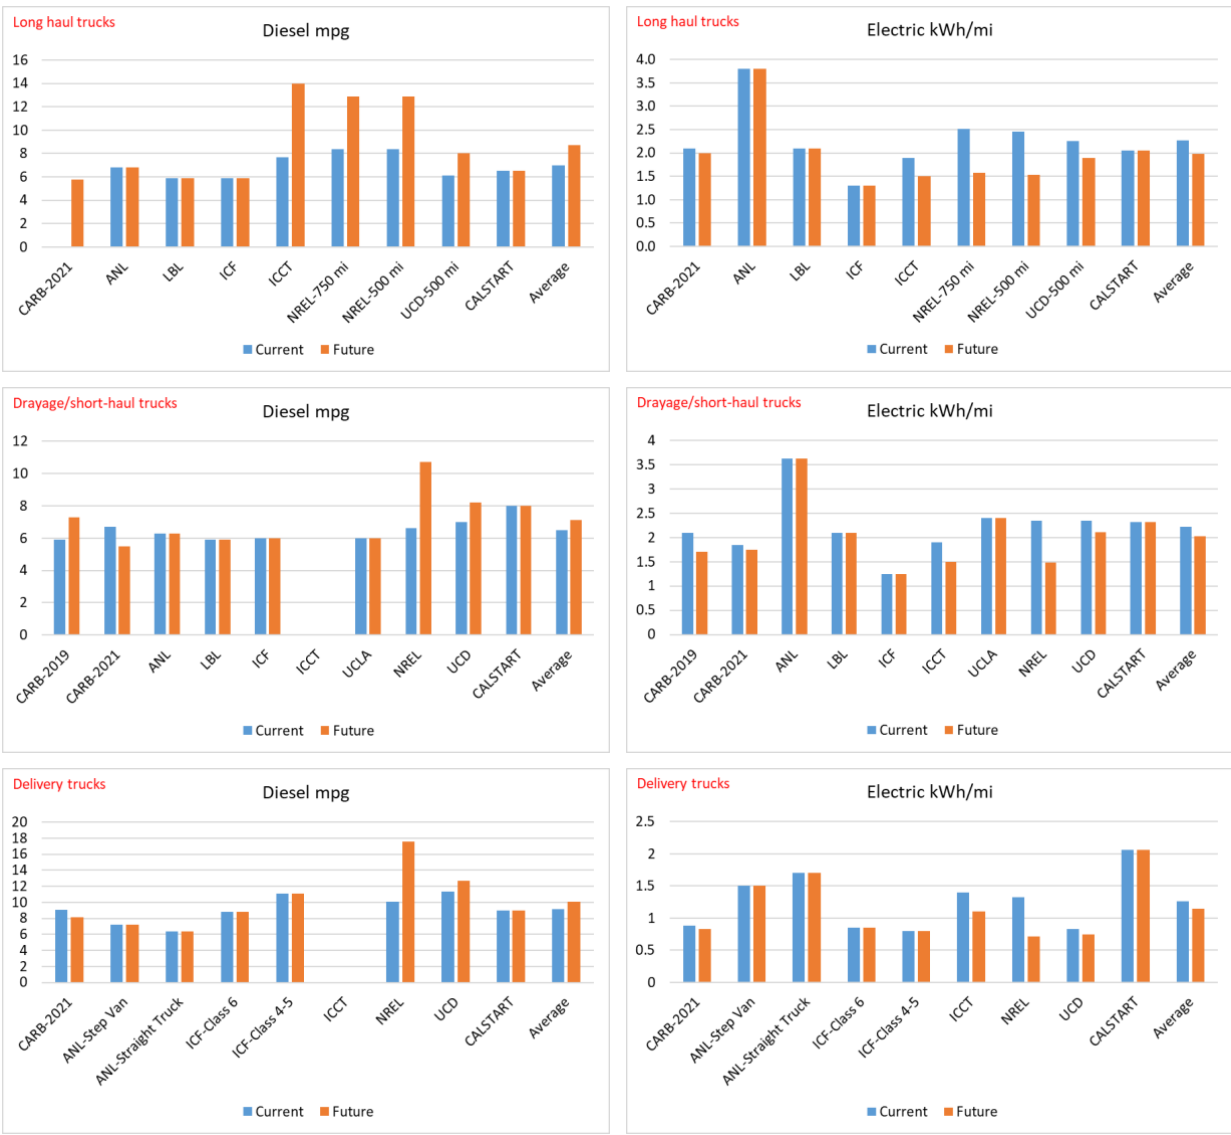 Long haul trucks
Diesel mpg
16
14
12
10
8
6
4
2
0
CARB-2021
ANL
LBL
ICF
ICCT
NREL-750 mi
NREL-500 mi
UCD-500 mi
CALSTART
Average
Current Future
Long haul trucks
Electric kWh/mi
4.0
3.5
3.0
2.5
2.0
1.5
1.0
0.5
0.0
CARB-2021
ANL
LBL
ICF
ICCT
NREL-750 mi
NREL-500 mi
UCD-500 mi
CALSTART
Average
Current Future
Drayage/short-haul trucks
Diesel mpg
12
10
8
6
4
2
0
CARB-2019
CARB-2021
ANL
LBL
ICF
ICCT
UCLA
NREL
UCD
CALSTART
Average
Current Future
Drayage/short-haul trucks
Electric kWh/mi
4
3.5
3
2.5
2
1.5
1
0.5
0
CARB-2019
CARB-2021
ANL
LBL
ICF
ICCT
UCLA
NREL
UCD
CALSTART
Average
Current Future
Delivery trucks
Diesel mpg
20
18
16
14
12
10
8
6
4
2
0
CARB-2021
ANL-Step Van
ANL-Straight Truck
ICF-Class 6
ICF-Class 4-5
ICCT
NREL
UCD
CALSTART
Average
Current Future
Delivery trucks
Electric kWh/mi
2.5
2
1.5
1
0.5
0
CARB-2021
ANL-Step Van
ANL-Straight Truck
ICF-Class 6
ICF-Class 4-5
ICCT
NREL
UCD
CALSTART
Average
Current Future